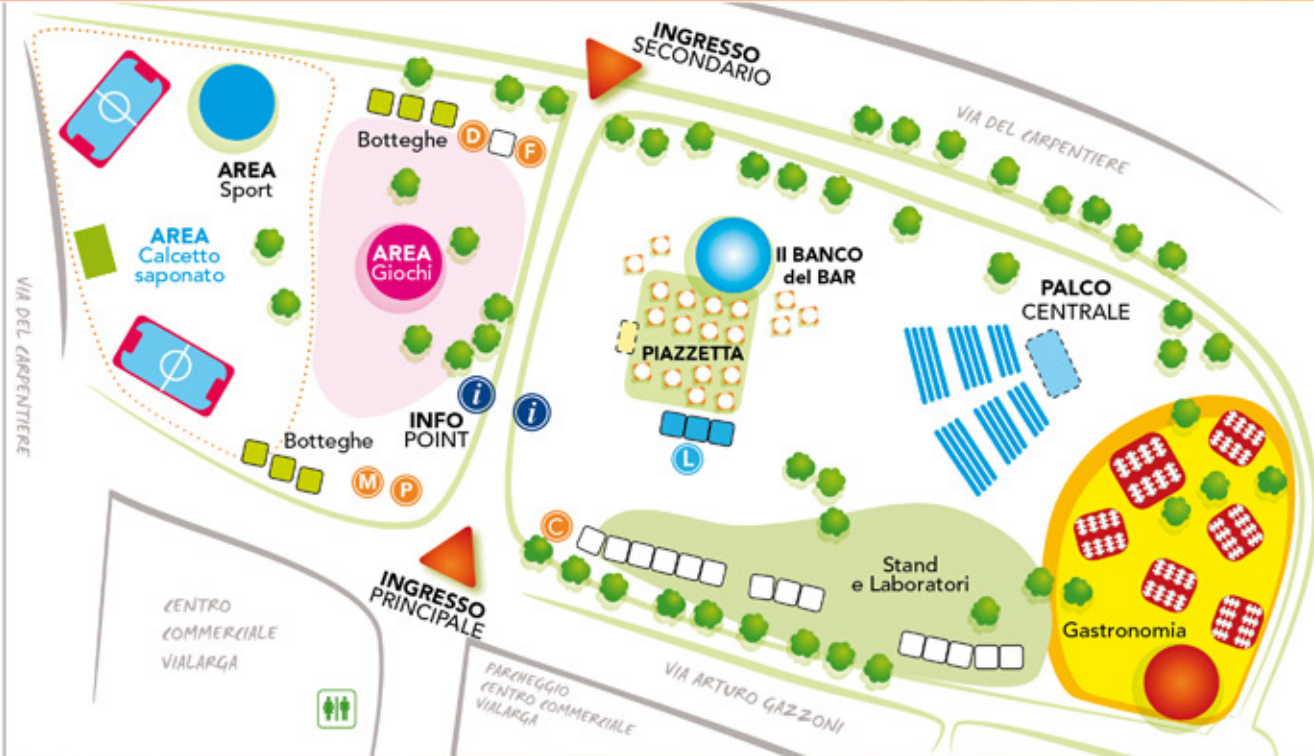 INGRESSO
SECONDARIO
VIA DEL CARPENTIERE
Botteghe
D
F
AREA
Sport
AREA
Calcetto
saponato
AREA
Giochi
Il BANCO
del BAR
PALCO
CENTRALE
VIA DEL CARPENTIERE
PIAZZETTA
INFO
POINT
i
i
L
Botteghe
M
P
C
Stand
e Laboratori
Gastronomia
INGRESSO
PRINCIPALE
CENTRO
COMMERCIALE
VIALARGA
PARCHEGGIO
CENTRO COMMERCIALE
VIALARGA
VIA ARTURO GAZZONI